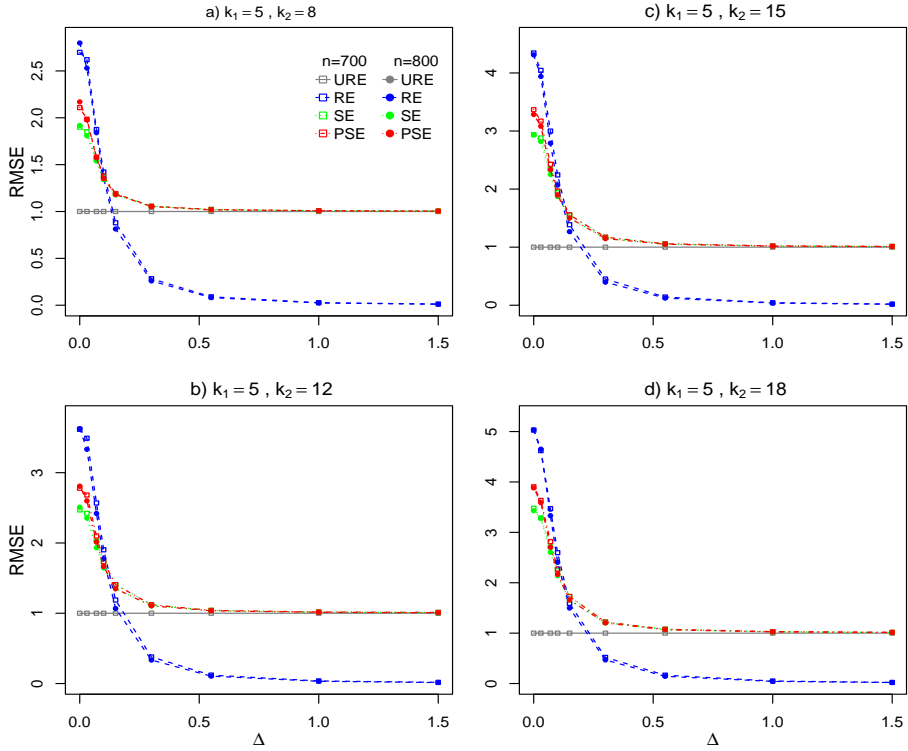 a) k₁ = 5 , k₂ = 8
RMSE
0.0 0.5 1.0 1.5 2.0 2.5
n=700 n=800
URE URE
RE RE
SE SE
PSE PSE
0.0 0.5 1.0 1.5
c) k₁ = 5 , k₂ = 15
RMSE
0 1 2 3 4
0.0 0.5 1.0 1.5
b) k₁ = 5 , k₂ = 12
RMSE
0 1 2 3
0.0 0.5 1.0 1.5
Δ
d) k₁ = 5 , k₂ = 18
RMSE
0 1 2 3 4 5
0.0 0.5 1.0 1.5
Δ